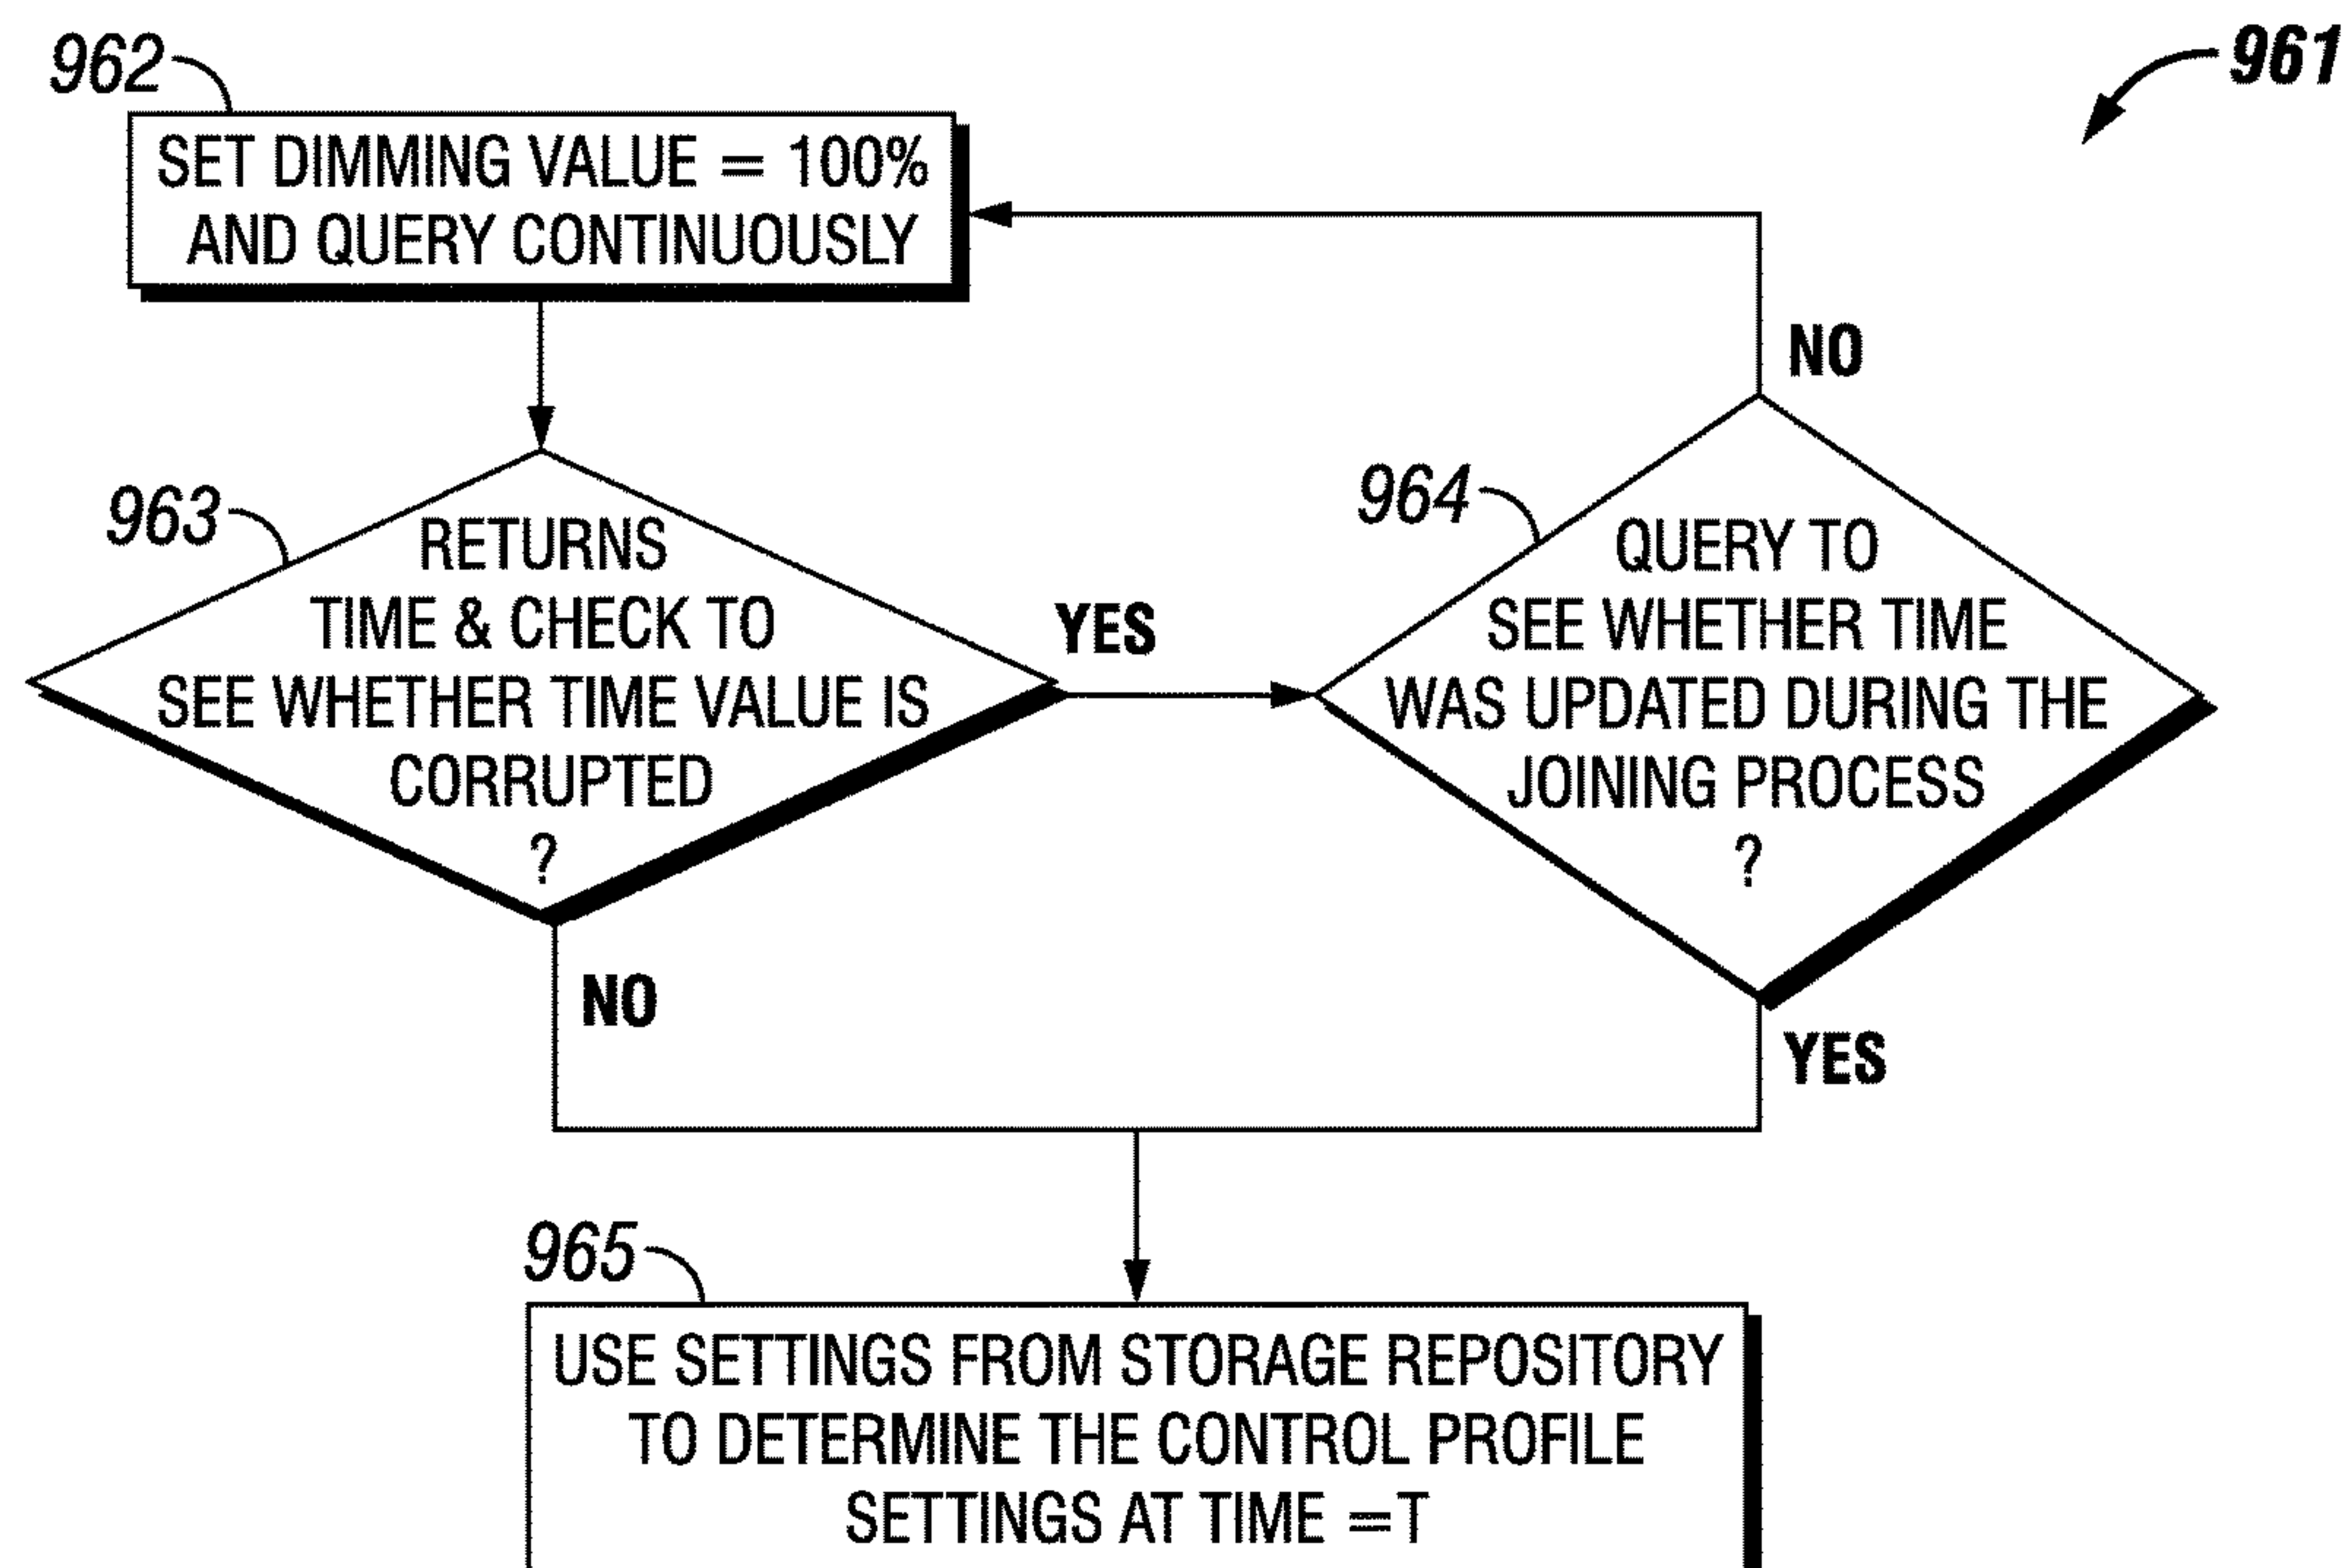 962
961
SET DIMMING VALUE = 100%
AND QUERY CONTINUOUSLY
NO
963
RETURNS
TIME & CHECK TO
SEE WHETHER TIME VALUE IS
CORRUPTED
?
YES
964
QUERY TO
SEE WHETHER TIME
WAS UPDATED DURING THE
JOINING PROCESS
?
NO
YES
965
USE SETTINGS FROM STORAGE REPOSITORY
TO DETERMINE THE CONTROL PROFILE
SETTINGS AT TIME =T